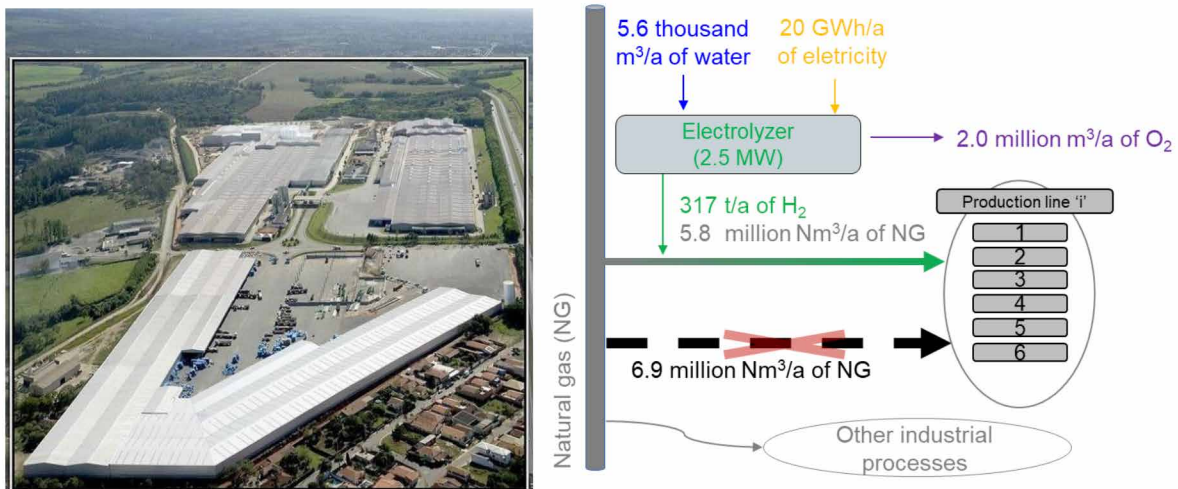 5.6 thousand
m³/a of water
20 GWh/a
of eletricity
Electrolyzer
(2.5 MW)
2.0 million m³/a of O₂
317 t/a of H₂
5.8 million Nm³/a of NG
Production line 'i'
1
2
3
4
5
6
6.9 million Nm³/a of NG
Natural gas (NG)
Other industrial
processes